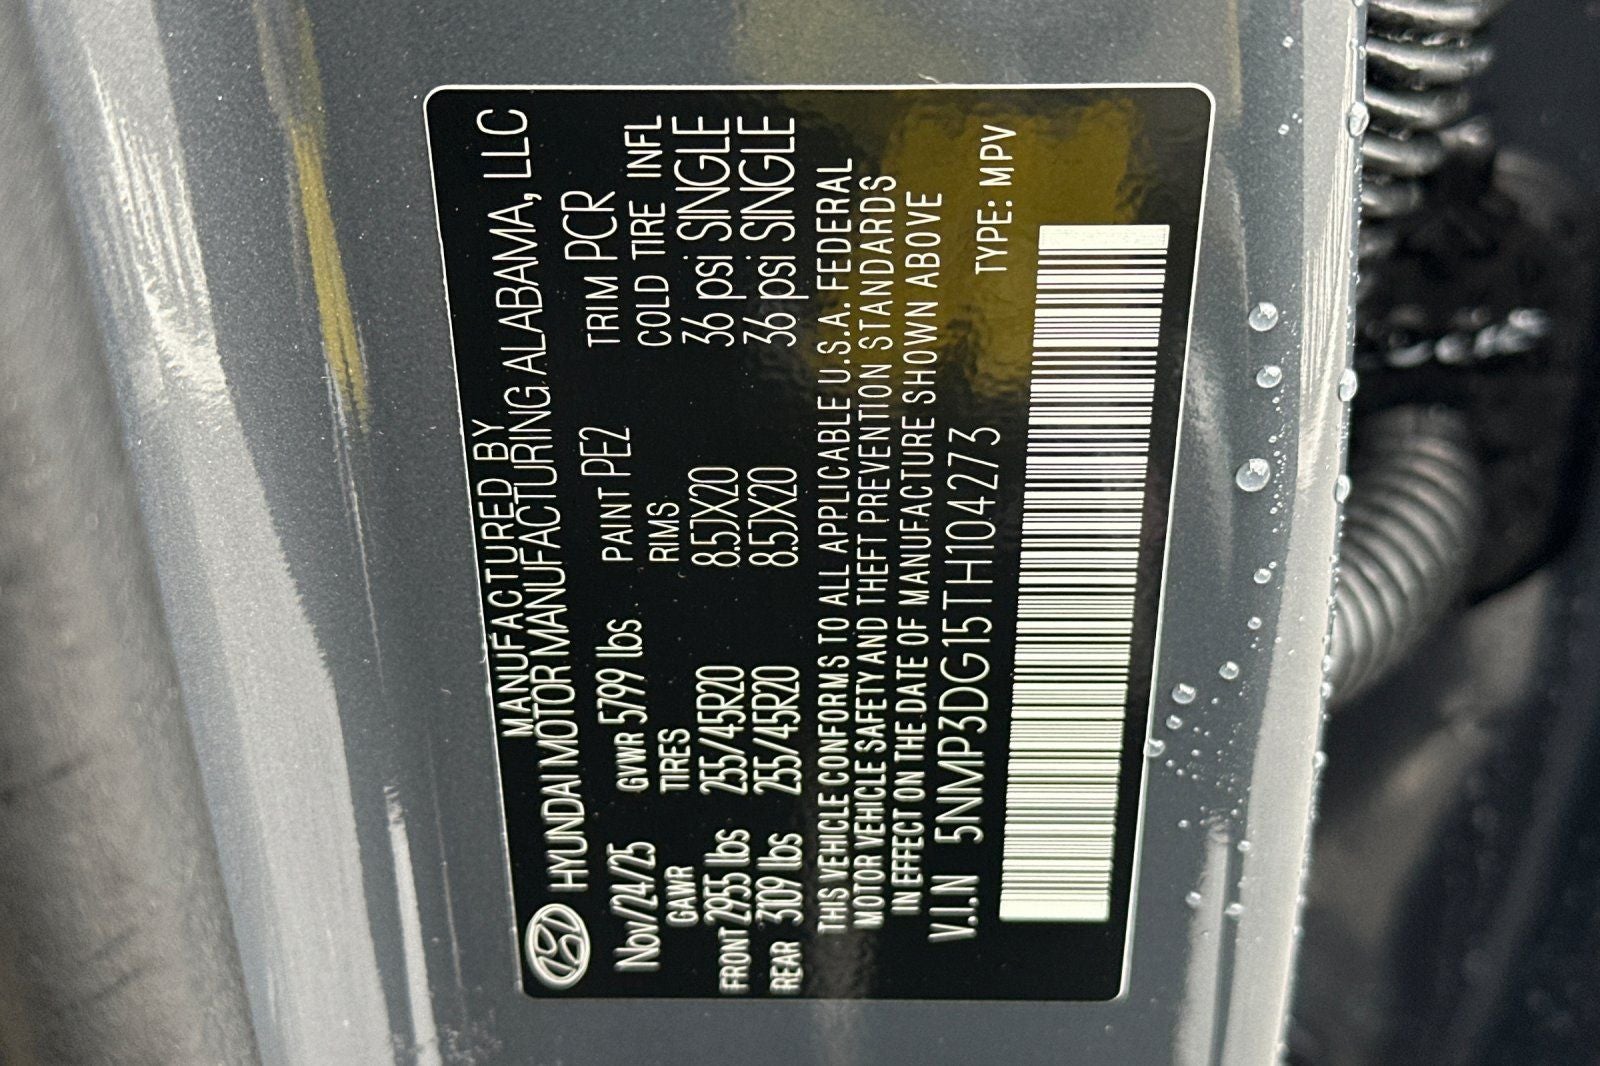 MANUFACTURED BY
HYUNDAI MOTOR MANUFACTURING ALABAMA, LLC
Nov/24/25 GVWR 5799 lbs PAINT PE2 TRIM PCR
GAWR TIRES RIMS COLD TIRE INFL
FRONT 2955 lbs 255/45R20 8.5JX20 36 psi SINGLE
REAR 3109 lbs 255/45R20 8.5JX20 36 psi SINGLE
THIS VEHICLE CONFORMS TO ALL APPLICABLE U.S.A. FEDERAL
MOTOR VEHICLE SAFETY AND THEFT PREVENTION STANDARDS
IN EFFECT ON THE DATE OF MANUFACTURE SHOWN ABOVE
V.I.N 5NMP3DG15TH104273 TYPE: MPV